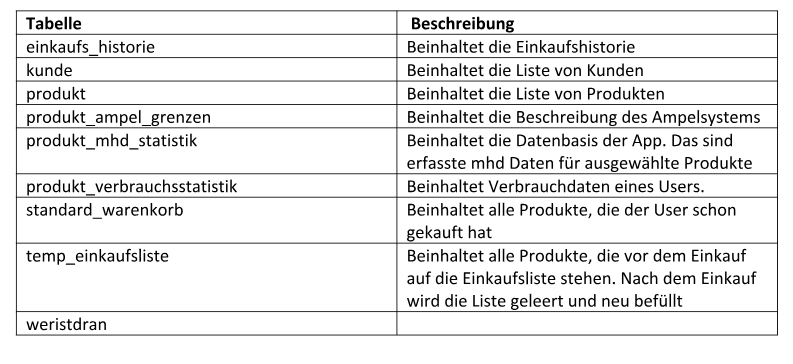 Tabelle Beschreibung
einkaufs_historie Beinhaltet die Einkaufshistorie
kunde Beinhaltet die Liste von Kunden
produkt Beinhaltet die Liste von Produkten
produkt_ampel_grenzen Beinhaltet die Beschreibung des Ampelsystems
produkt_mhd_statistik Beinhaltet die Datenbasis der App. Das sind
erfasste mhd Daten für ausgewählte Produkte
produkt_verbrauchsstatistik Beinhaltet Verbrauchdaten eines Users.
standard_warenkorb Beinhaltet alle Produkte, die der User schon
gekauft hat
temp_einkaufsliste Beinhaltet alle Produkte, die vor dem Einkauf
auf die Einkaufsliste stehen. Nach dem Einkauf
wird die Liste geleert und neu befüllt
weristdran